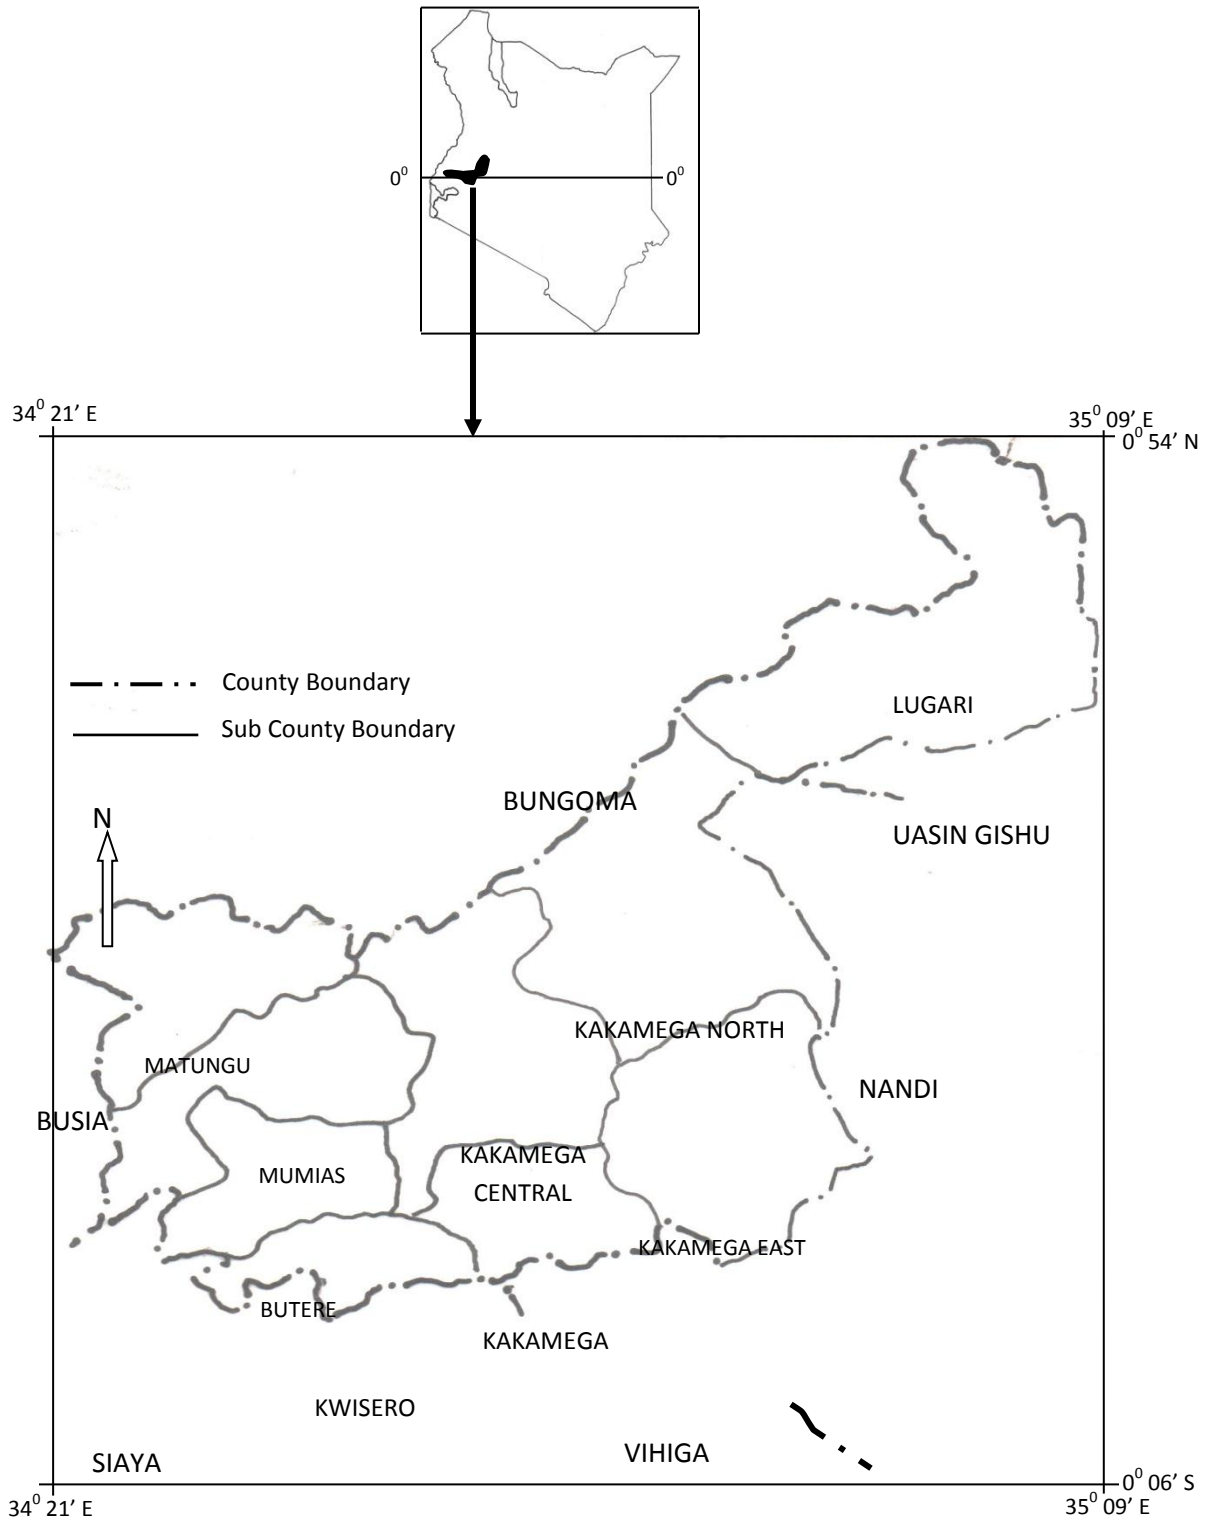 0⁰
0⁰
34⁰ 21' E
35⁰ 09' E
0⁰ 54' N
County Boundary
Sub County Boundary
LUGARI
BUNGOMA
N
UASIN GISHU
KAKAMEGA NORTH
MATUNGU
NANDI
BUSIA
KAKAMEGA
CENTRAL
MUMIAS
KAKAMEGA EAST
BUTERE
KAKAMEGA
KWISERO
VIHIGA
SIAYA
0⁰ 06' S
34⁰ 21' E
35⁰ 09' E